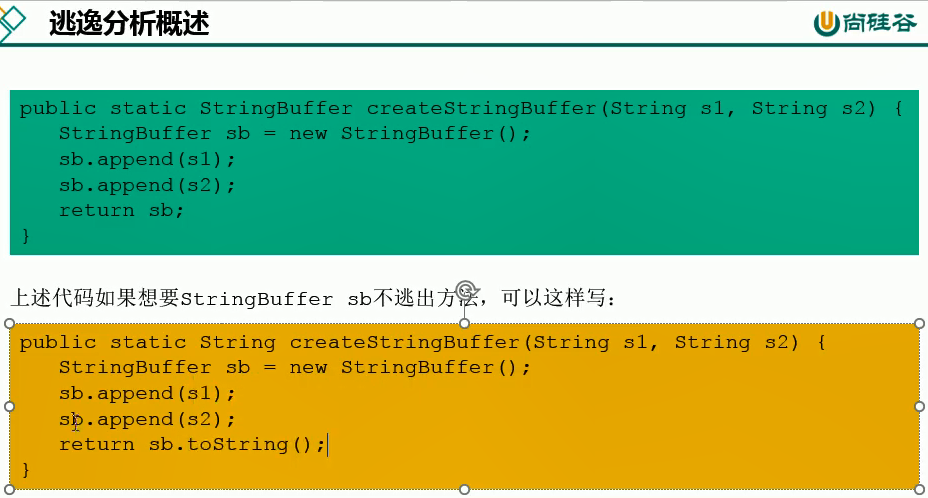 逃逸分析概述
尚硅谷
public static StringBuffer createStringBuffer(String s1, String s2) {
StringBuffer sb = new StringBuffer();
sb.append(s1);
sb.append(s2);
return sb;
}
上述代码如果想要StringBuffer sb不逃出方法，可以这样写：
public static String createStringBuffer(String s1, String s2) {
StringBuffer sb = new StringBuffer();
sb.append(s1);
sb.append(s2);
return sb.toString();
}